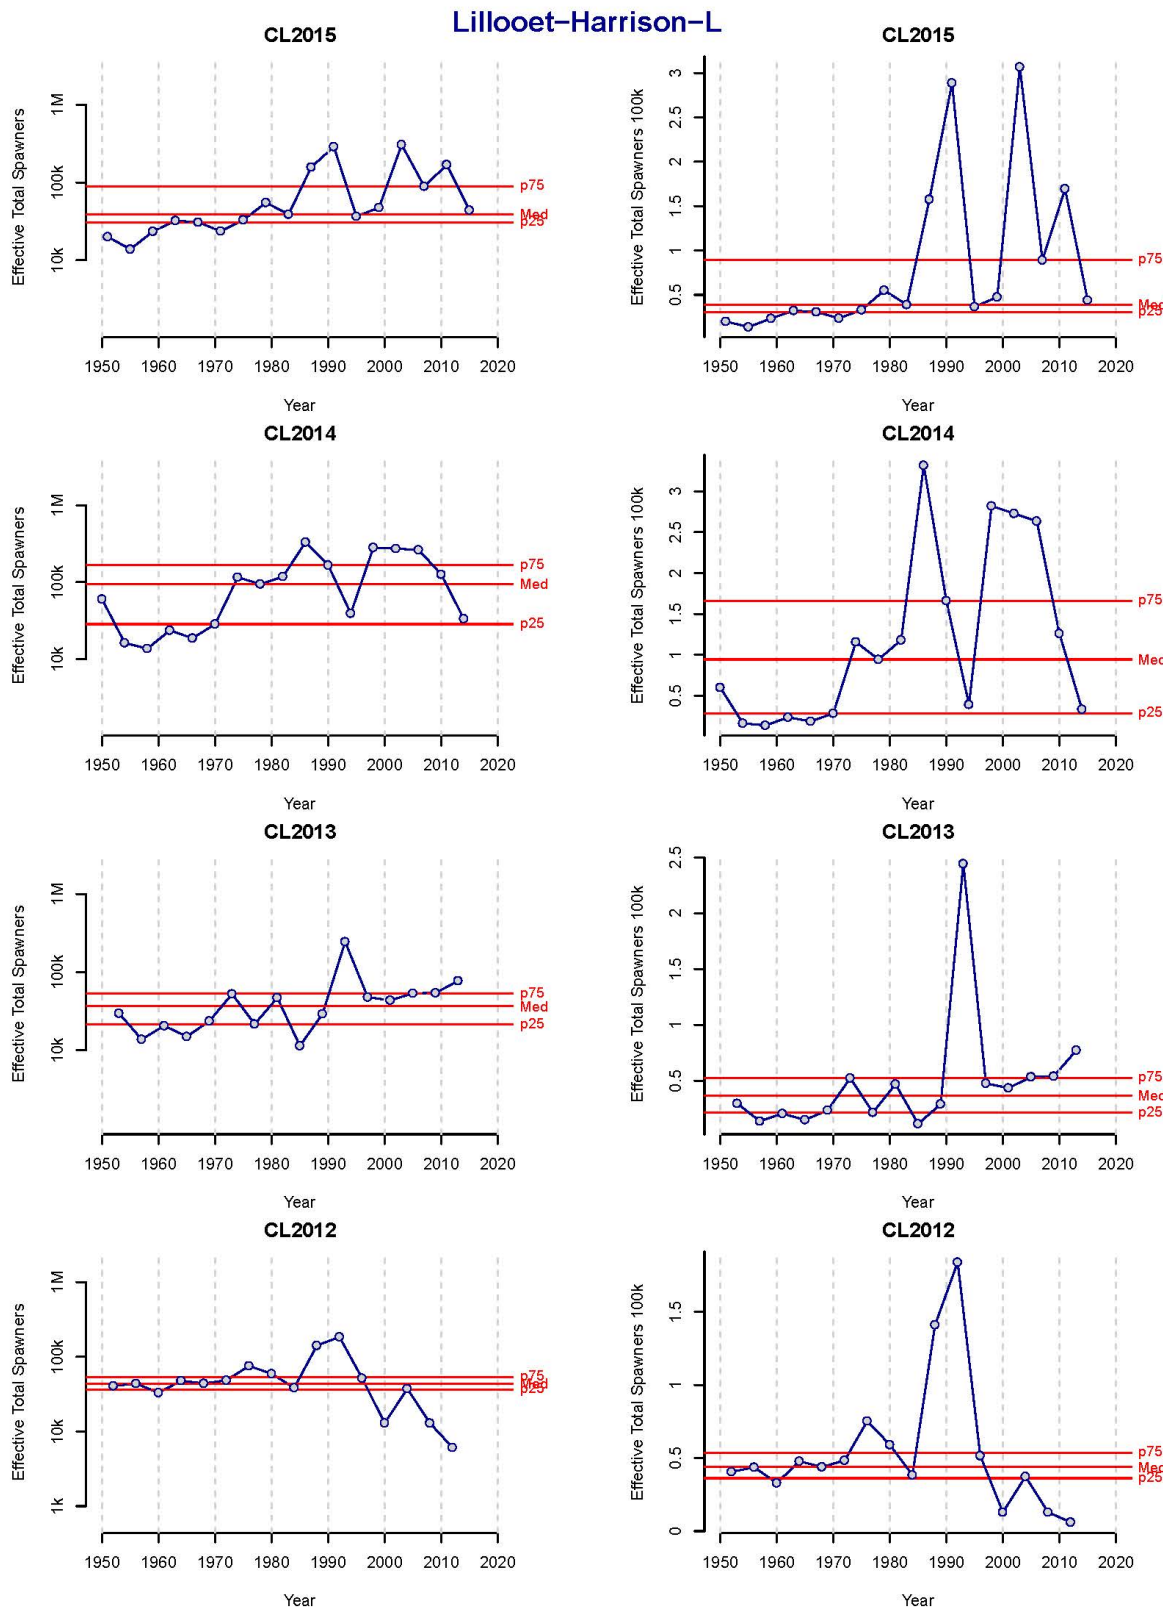 Lillooet−Harrison−L
CL2015
Effective Total Spawners
1M
100k
10k
p75
Med
p25
1950 1960 1970 1980 1990 2000 2010 2020
Year
CL2015
Effective Total Spawners 100k
3
2.5
2
1.5
1
0.5
p75
Med
p25
1950 1960 1970 1980 1990 2000 2010 2020
Year
CL2014
Effective Total Spawners
1M
100k
10k
p75
Med
p25
1950 1960 1970 1980 1990 2000 2010 2020
Year
CL2014
Effective Total Spawners 100k
3
2.5
2
1.5
1
0.5
p75
Med
p25
1950 1960 1970 1980 1990 2000 2010 2020
Year
CL2013
Effective Total Spawners
1M
100k
10k
p75
Med
p25
1950 1960 1970 1980 1990 2000 2010 2020
Year
CL2013
Effective Total Spawners 100k
2.5
2
1.5
1
0.5
p75
Med
p25
1950 1960 1970 1980 1990 2000 2010 2020
Year
CL2012
Effective Total Spawners
1M
100k
10k
1k
p75
Med
p25
1950 1960 1970 1980 1990 2000 2010 2020
Year
CL2012
Effective Total Spawners 100k
1.5
1
0.5
0
p75
Med
p25
1950 1960 1970 1980 1990 2000 2010 2020
Year